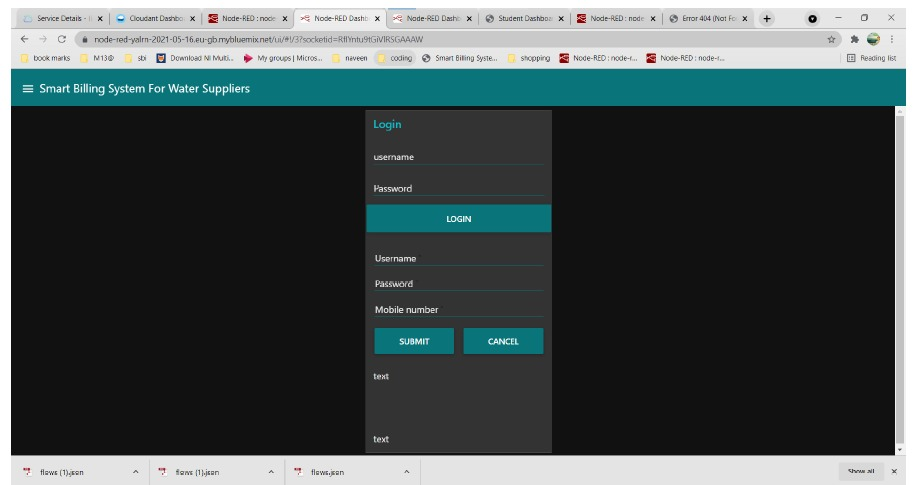 Service Details - I
Cloudant Dashbo
Node-RED : node
Node-RED Dash
Node-RED Dash
Student Dashboa
Node-RED : node
Error 404 (Not Fo
node-red-yalrn-2021-05-16.eu-gb.mybluemix.net/ui/#!/3?socketid=
book marks
M13@
sbi
Download NI Multi...
My groups | Micros...
naveen
coding
Smart Billing Syste...
shopping
Node-RED : node-r...
Node-RED : node-r...
Reading list
Smart Billing System For Water Suppliers
Login
username
Password
LOGIN
Username
Password
Mobile number
SUBMIT
CANCEL
text
text
flows (1).json
flows (1).json
flows.json
Show all